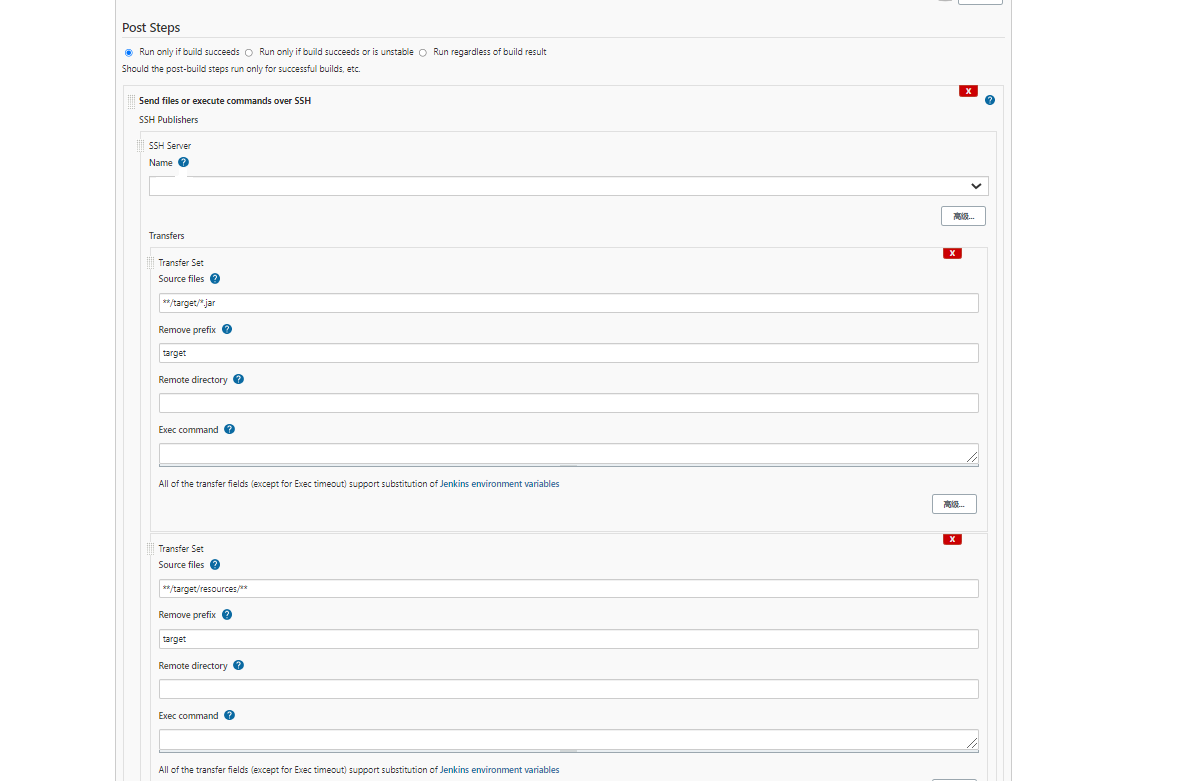 Post Steps
Run only if build succeeds Run only if build succeeds or is unstable Run regardless of build result
Should the post-build steps run only for successful builds, etc.
X
Send files or execute commands over SSH ?
SSH Publishers
SSH Server
Name ?
高级...
Transfers
X
Transfer Set
Source files ?
**/target/*.jar
Remove prefix ?
target
Remote directory ?
Exec command ?
All of the transfer fields (except for Exec timeout) support substitution of Jenkins environment variables
高级...
X
Transfer Set
Source files ?
**/target/resources/**
Remove prefix ?
target
Remote directory ?
Exec command ?
All of the transfer fields (except for Exec timeout) support substitution of Jenkins environment variables